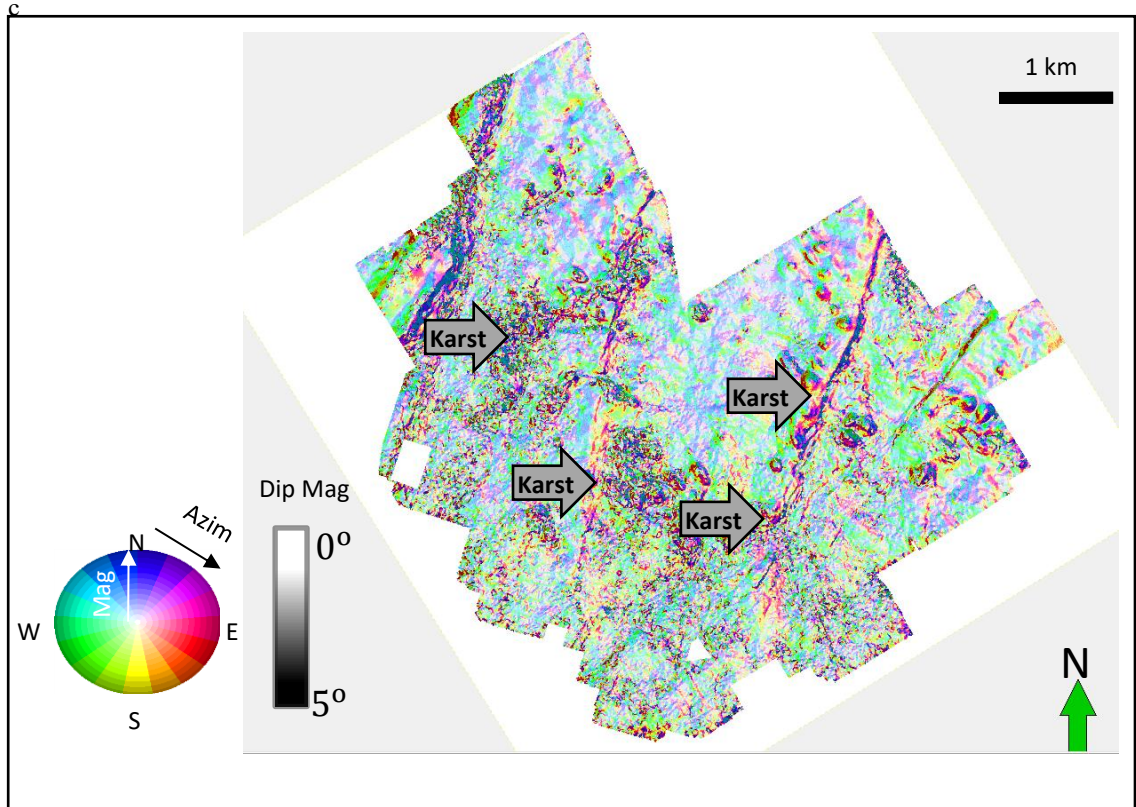 c
1 km
Karst
Karst
Karst
Karst
Dip Mag
0º
5º
Azim
N
Mag
W
E
S
N